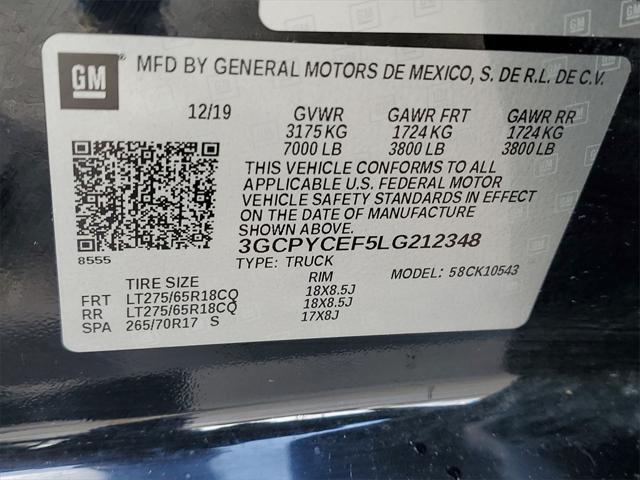 GM
MFD BY GENERAL MOTORS DE MEXICO, S. DE R.L. DE C.V.
12/19 GVWR GAWR FRT GAWR RR
3175 KG 1724 KG 1724 KG
7000 LB 3800 LB 3800 LB
THIS VEHICLE CONFORMS TO ALL
APPLICABLE U.S. FEDERAL MOTOR
VEHICLE SAFETY STANDARDS IN EFFECT
ON THE DATE OF MANUFACTURE
SHOWN ABOVE.
3GCPYCEF5LG212348
8555
TYPE: TRUCK MODEL: 58CK10543
TIRE SIZE RIM
FRT LT275/65R18CQ 18X8.5J
RR LT275/65R18CQ 18X8.5J
SPA 265/70R17 S 17X8J